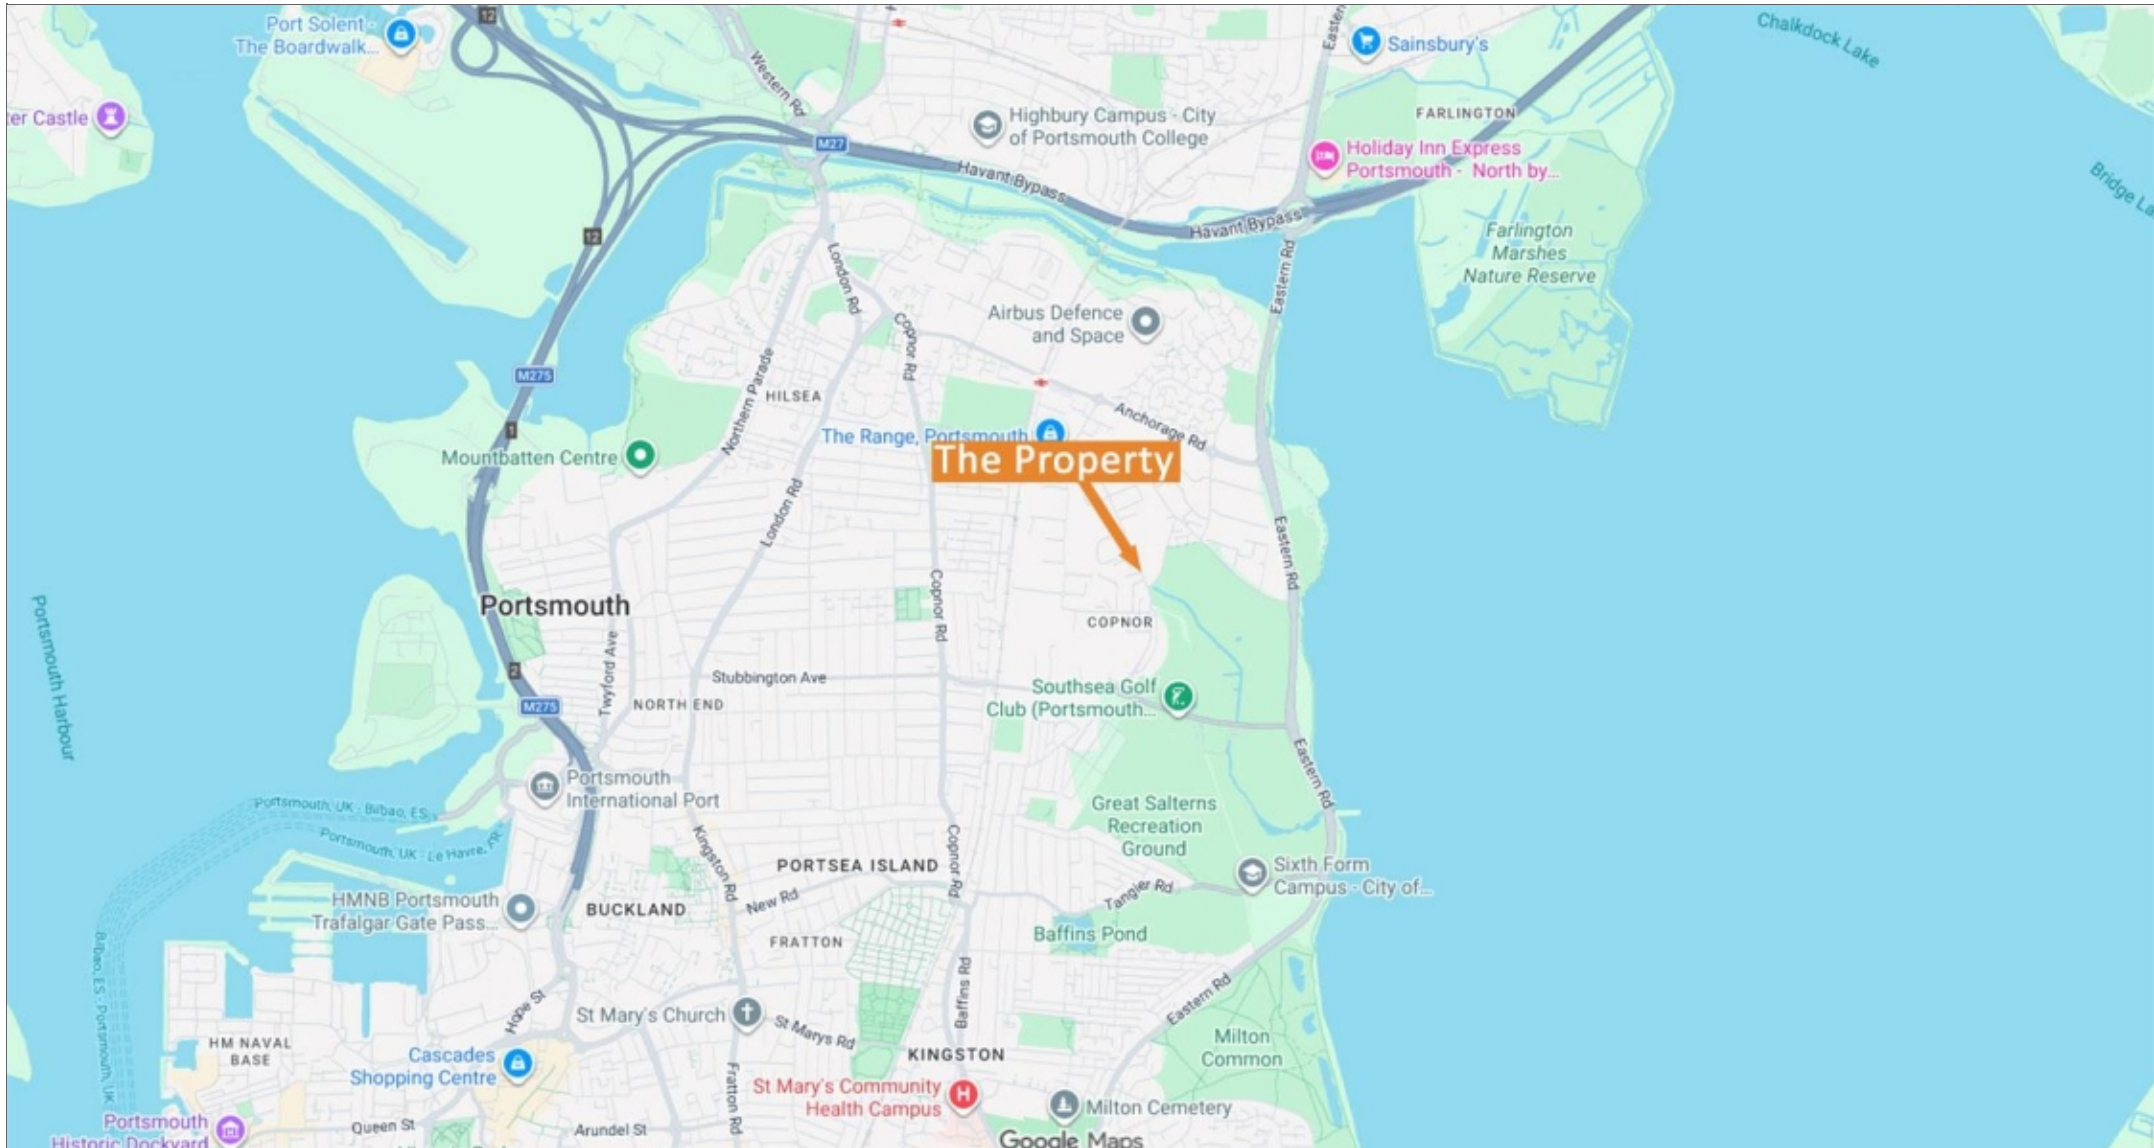 12
Port Solent -
The Boardwalk...
Western Rd
Eastern
Sainsbury's
Chalkdock Lake
ter Castle
Highbury Campus - City
of Portsmouth College
FARLINGTON
M27
Holiday Inn Express
Portsmouth - North by...
Havant Bypass
Havant Bypass
Bridge La
12
London Rd
Eastern Rd
Farlington
Marshes
Nature Reserve
Airbus Defence
and Space
Copnor Rd
M275
Northern Parade
HILSEA
1
The Range, Portsmouth
Anchorage Rd
Mountbatten Centre
The Property
London Rd
Eastern Rd
Portsmouth
Copnor Rd
Portsmouth Harbour
COPNOR
Twyford Ave
2
Stubbington Ave
Southsea Golf
Club (Portsmouth...
M275
NORTH END
Eastern Rd
Portsmouth
International Port
Portsmouth, UK - Bilbao, ES
Portsmouth, UK - Le Havre, FR
Great Salterns
Recreation
Ground
Kingston Rd
Copnor Rd
PORTSEA ISLAND
Sixth Form
Campus - City of...
HMNB Portsmouth
Trafalgar Gate Pass...
BUCKLAND
New Rd
Tangier Rd
FRATTON
Baffins Pond
Bilbao, ES - Portsmouth, UK
Baffins Rd
Eastern Rd
Hope St
St Mary's Church
St Marys Rd
HM NAVAL
BASE
Milton
Common
Cascades
Shopping Centre
KINGSTON
Fratton Rd
St Mary's Community
Health Campus
Milton Cemetery
Portsmouth
Historic Dockyard
Queen St
Arundel St
Google Maps